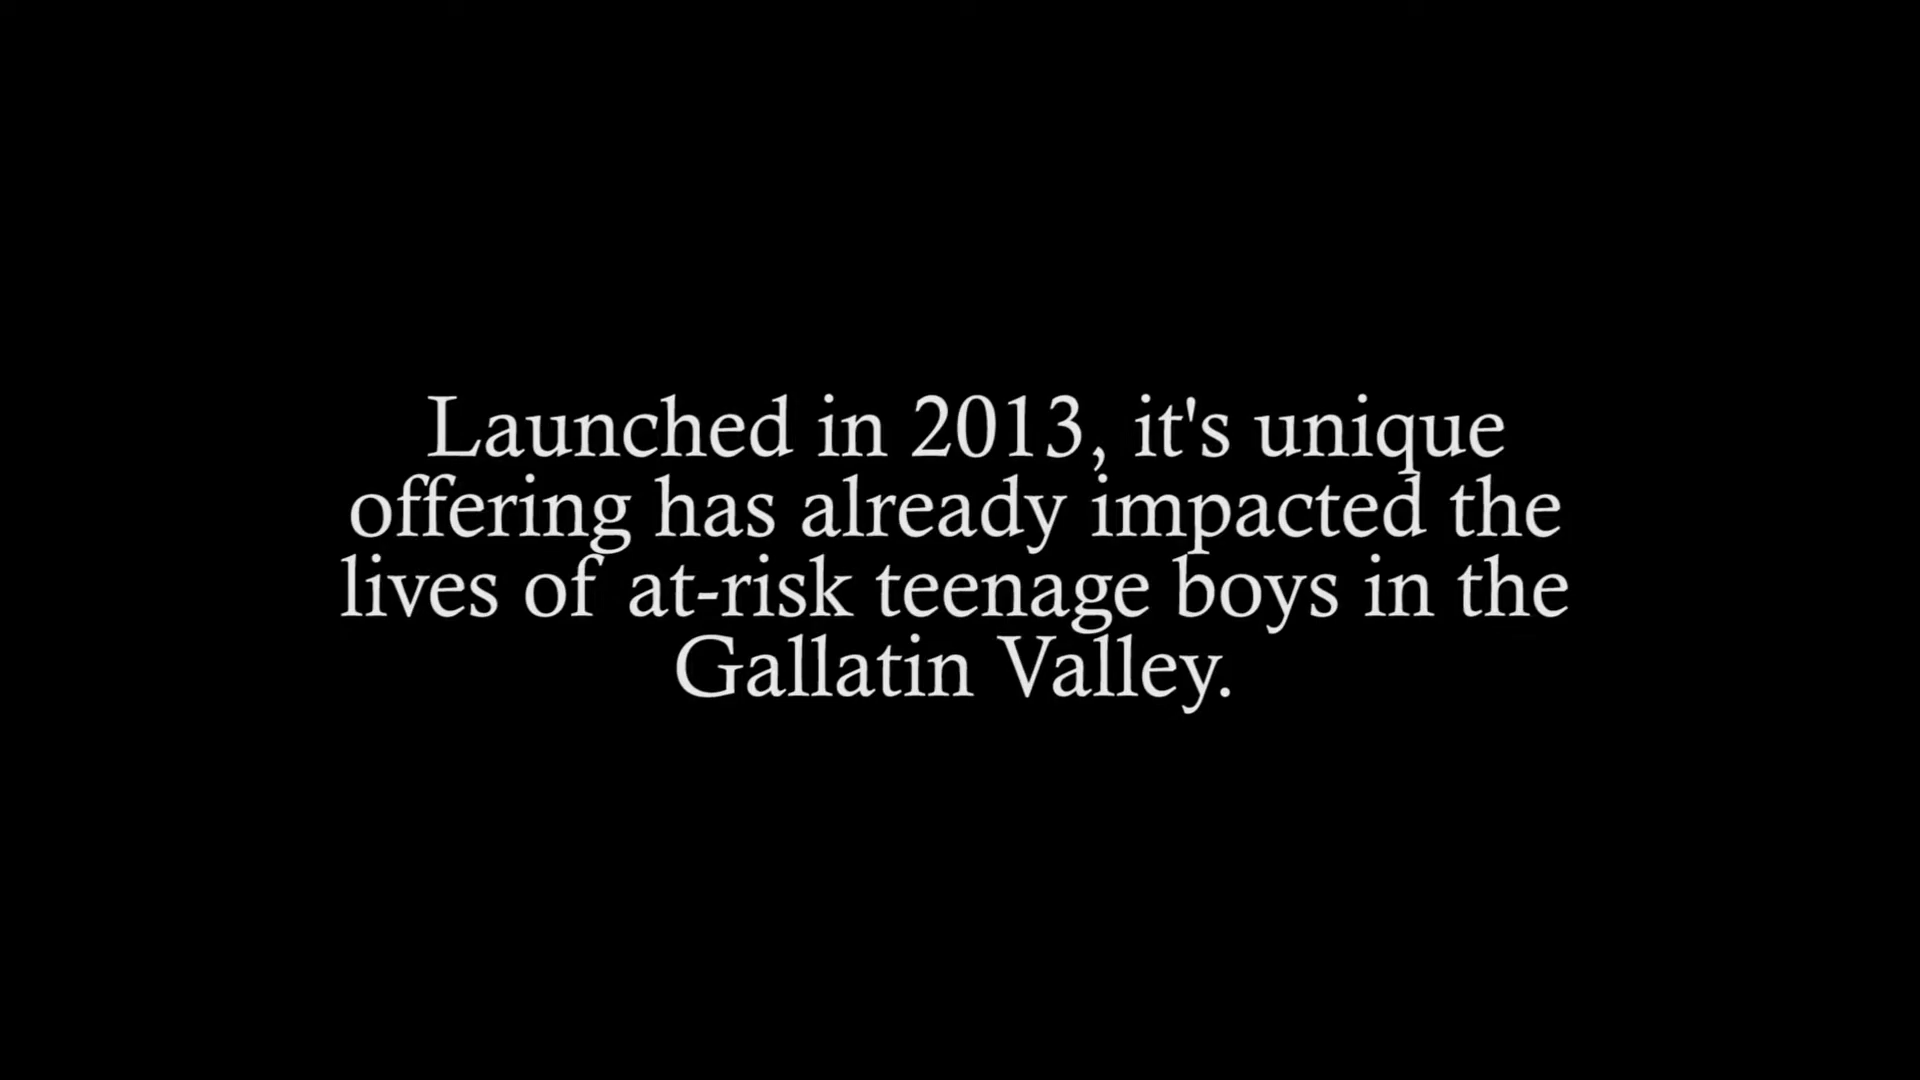 Launched in 2013, it's unique
offering has already impacted the
lives of at-risk teenage boys in the
Gallatin Valley.